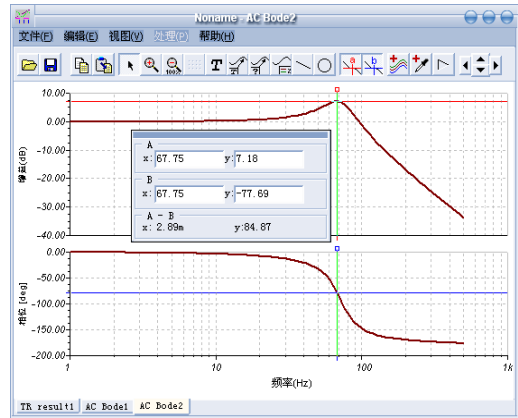 Noname - AC Bode2
文件(F) 编辑(E) 视图(V) 处理(P) 帮助(H)
100%
T
a b
10.00
0.00
-10.00
-20.00
-30.00
-40.00
(dB)
A
x: 67.75 y: 7.18
B
x: 67.75 y: -77.69
A - B
x: 2.89m y:84.87
0.00
-50.00
-100.00
-150.00
-200.00
相位 [deg]
1 10 100 1k
频率(Hz)
TR result1 AC Bode1 AC Bode2